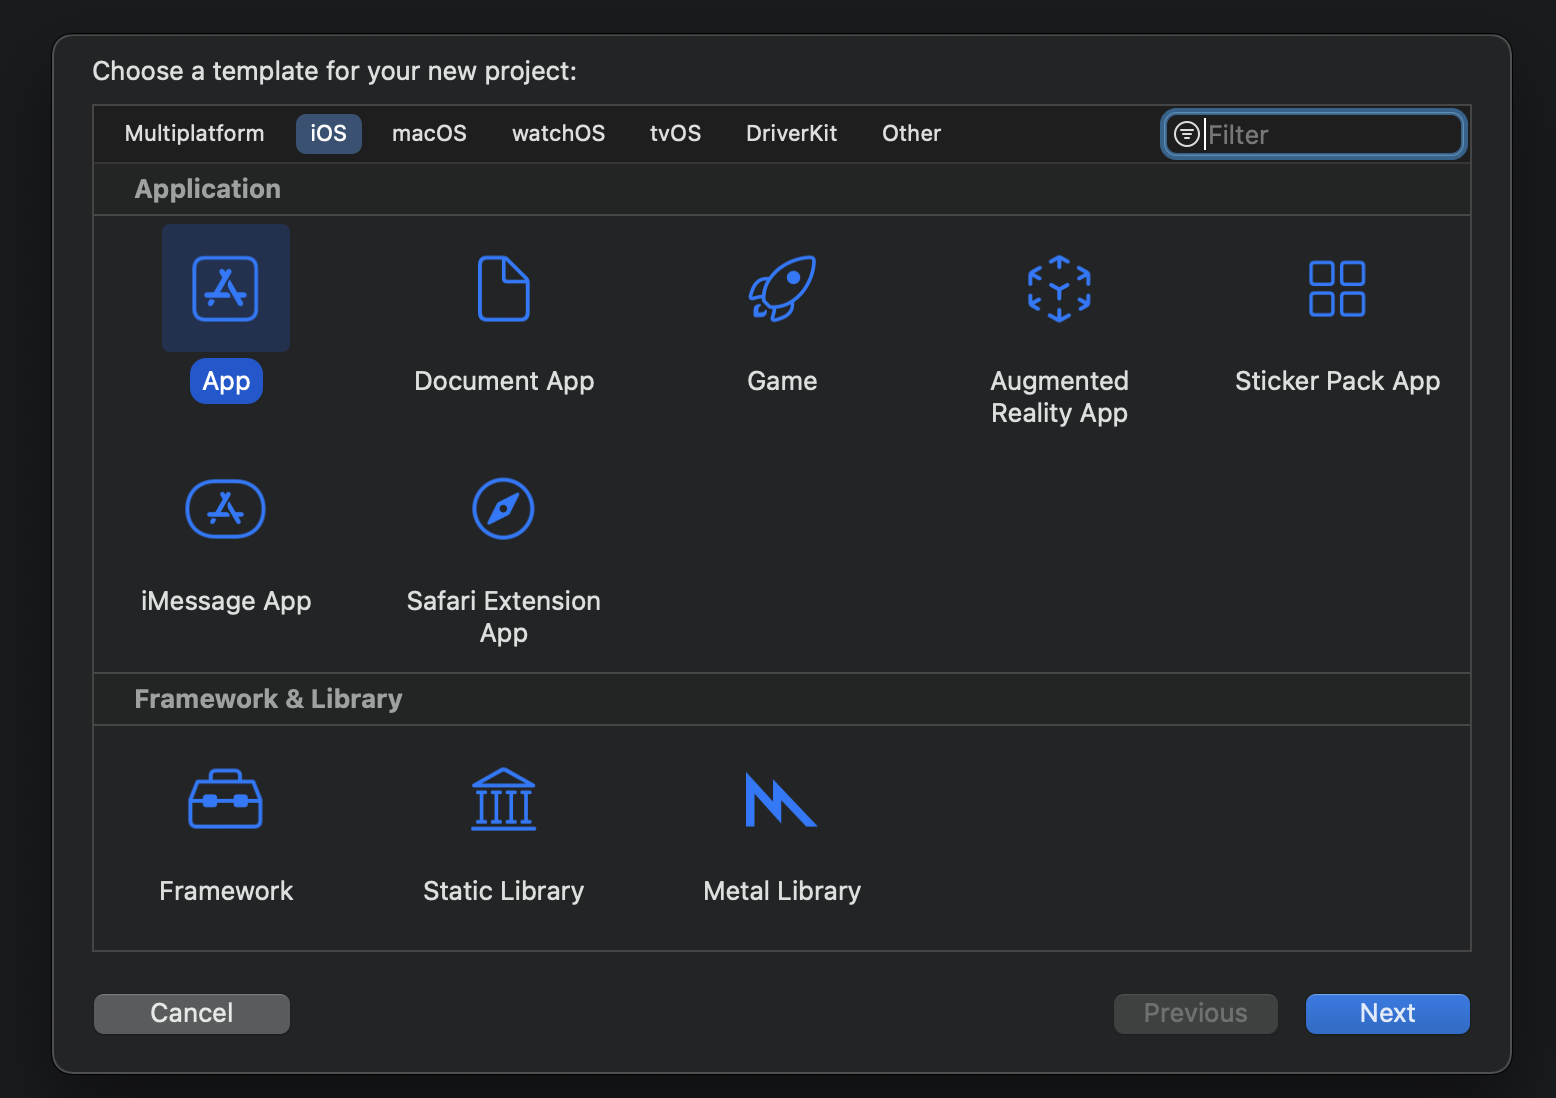 Choose a template for your new project:
Multiplatform iOS macOS watchOS tvOS DriverKit Other Filter
Application
App Document App Game Augmented Reality App Sticker Pack App
iMessage App Safari Extension App
Framework & Library
Framework Static Library Metal Library
Cancel Previous Next